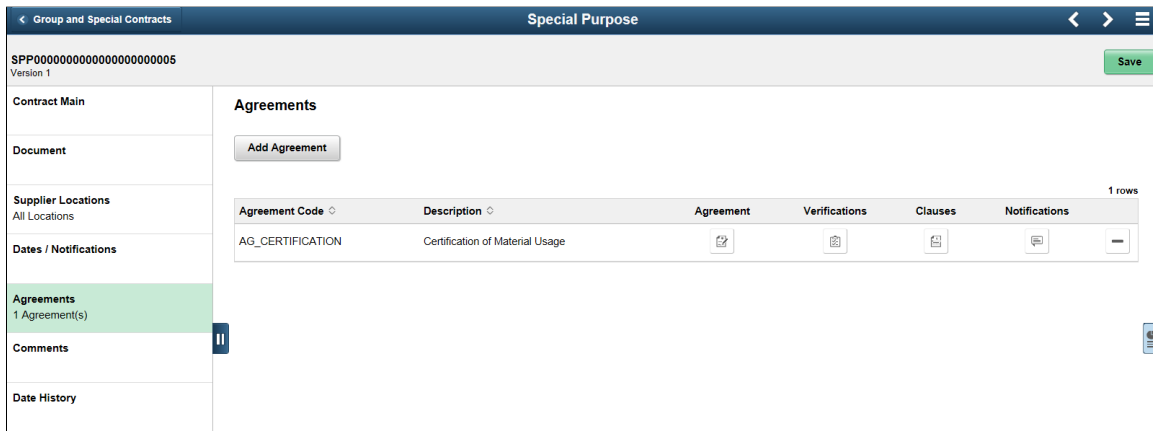 Group and Special Contracts
Special Purpose
SPP0000000000000000000005
Version 1
Save
Contract Main
Document
Supplier Locations
All Locations
Dates / Notifications
Agreements
1 Agreement(s)
Comments
Date History
Agreements
Add Agreement
1 rows
Agreement Code Description Agreement Verifications Clauses Notifications
AG_CERTIFICATION Certification of Material Usage